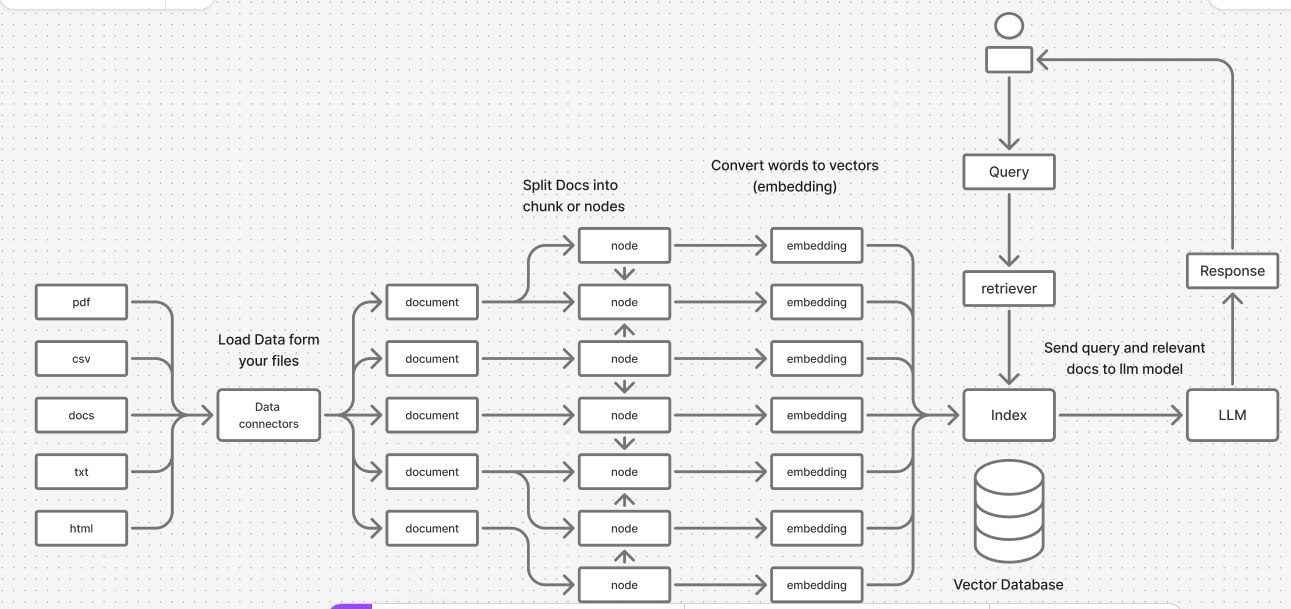 Query
Convert words to vectors
(embedding)
Split Docs into
chunk or nodes
node
embedding
Response
retriever
pdf
document
node
embedding
Load Data form
your files
Send query and relevant
docs to llm model
csv
document
node
embedding
docs
Data
connectors
document
node
embedding
Index
LLM
txt
document
node
embedding
html
document
node
embedding
node
embedding
Vector Database